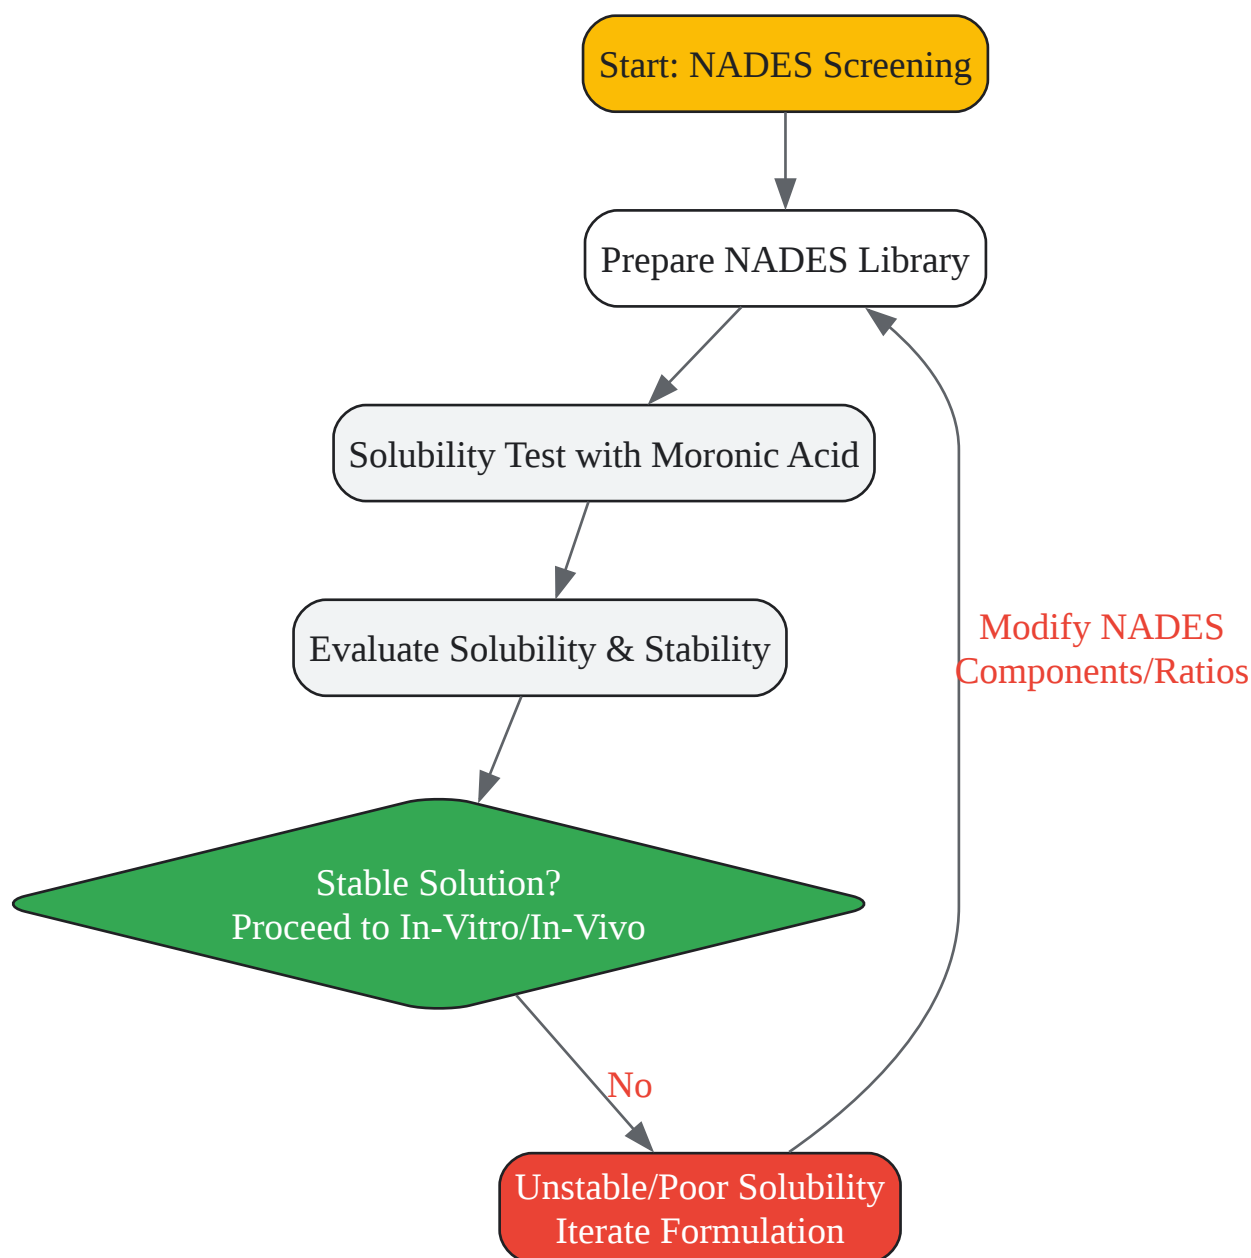 Start: NADES Screening
Prepare NADES Library
Solubility Test with Moronic Acid
Evaluate Solubility & Stability
Modify NADES
Components/Ratios
Stable Solution?
Proceed to In-Vitro/In-Vivo
No
Unstable/Poor Solubility
Iterate Formulation